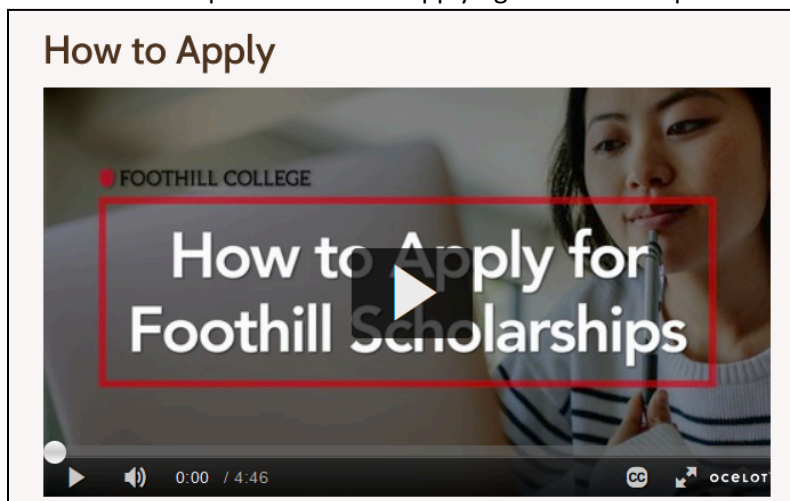 How to Apply
FOOTHILL COLLEGE
How to Apply for
Foothill Scholarships
0:00 / 4:46
CC
OCELOT